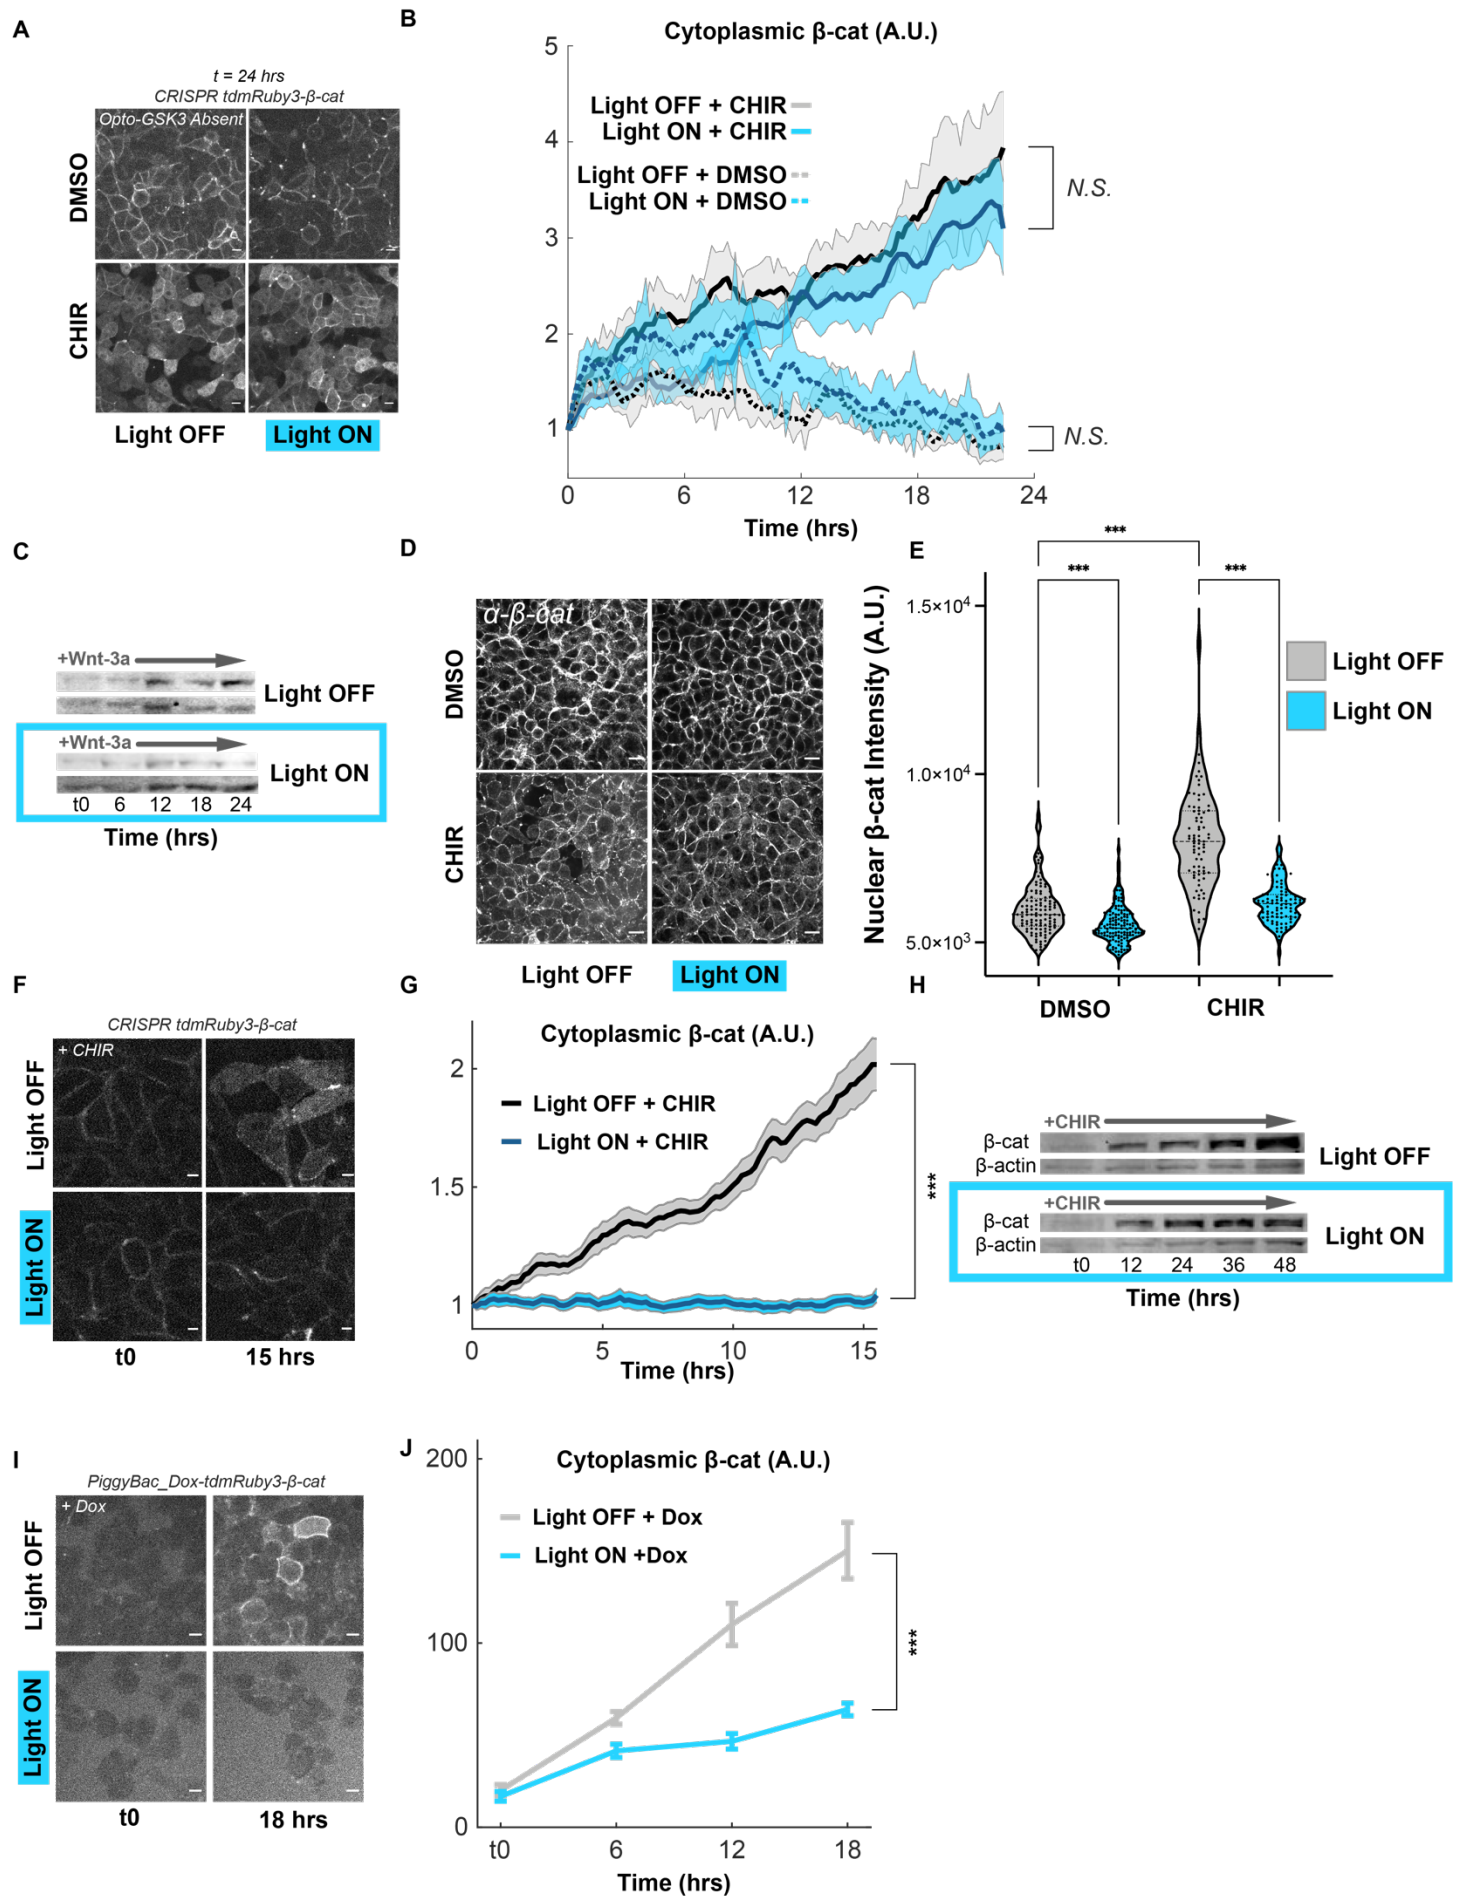 A
t = 24 hrs
CRISPR tdmRuby3-β-cat
Opto-GSK3 Absent
DMSO
CHIR
Light OFF
Light ON
B
Cytoplasmic β-cat (A.U.)
5
4
3
2
1
Light OFF + CHIR
Light ON + CHIR
Light OFF + DMSO
Light ON + DMSO
N.S.
N.S.
0 6 12 18 24
Time (hrs)
C
+Wnt-3a
Light OFF
+Wnt-3a
Light ON
t0 6 12 18 24
Time (hrs)
D
α-β-cat
DMSO
CHIR
Light OFF
Light ON
E
Nuclear β-cat Intensity (A.U.)
1.5×10⁴
1.0×10⁴
5.0×10³
***
*** ***
Light OFF
Light ON
DMSO CHIR
F
CRISPR tdmRuby3-β-cat
+ CHIR
Light OFF
Light ON
t0 15 hrs
G
Cytoplasmic β-cat (A.U.)
2
1.5
1
Light OFF + CHIR
Light ON + CHIR
***
0 5 10 15
Time (hrs)
H
+CHIR
β-cat
β-actin
Light OFF
+CHIR
β-cat
β-actin
Light ON
t0 12 24 36 48
Time (hrs)
I
PiggyBac_Dox-tdmRuby3-β-cat
+ Dox
Light OFF
Light ON
t0 18 hrs
J
Cytoplasmic β-cat (A.U.)
200
100
0
Light OFF + Dox
Light ON +Dox
***
t0 6 12 18
Time (hrs)